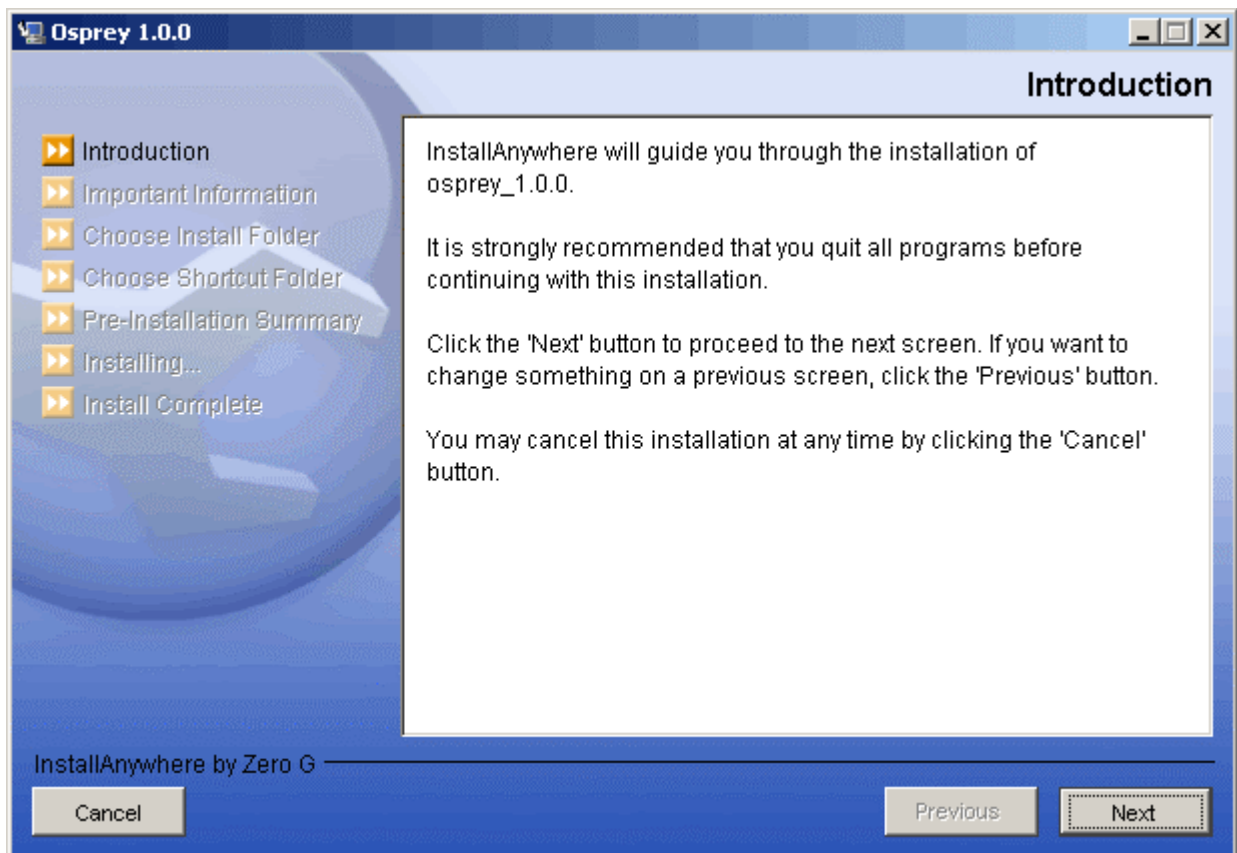 Osprey 1.0.0
Introduction
Introduction
Important Information
Choose Install Folder
Choose Shortcut Folder
Pre-Installation Summary
Installing...
Install Complete
InstallAnywhere will guide you through the installation of
osprey_1.0.0.
It is strongly recommended that you quit all programs before
continuing with this installation.
Click the 'Next' button to proceed to the next screen. If you want to
change something on a previous screen, click the 'Previous' button.
You may cancel this installation at any time by clicking the 'Cancel'
button.
InstallAnywhere by Zero G
Cancel
Previous
Next